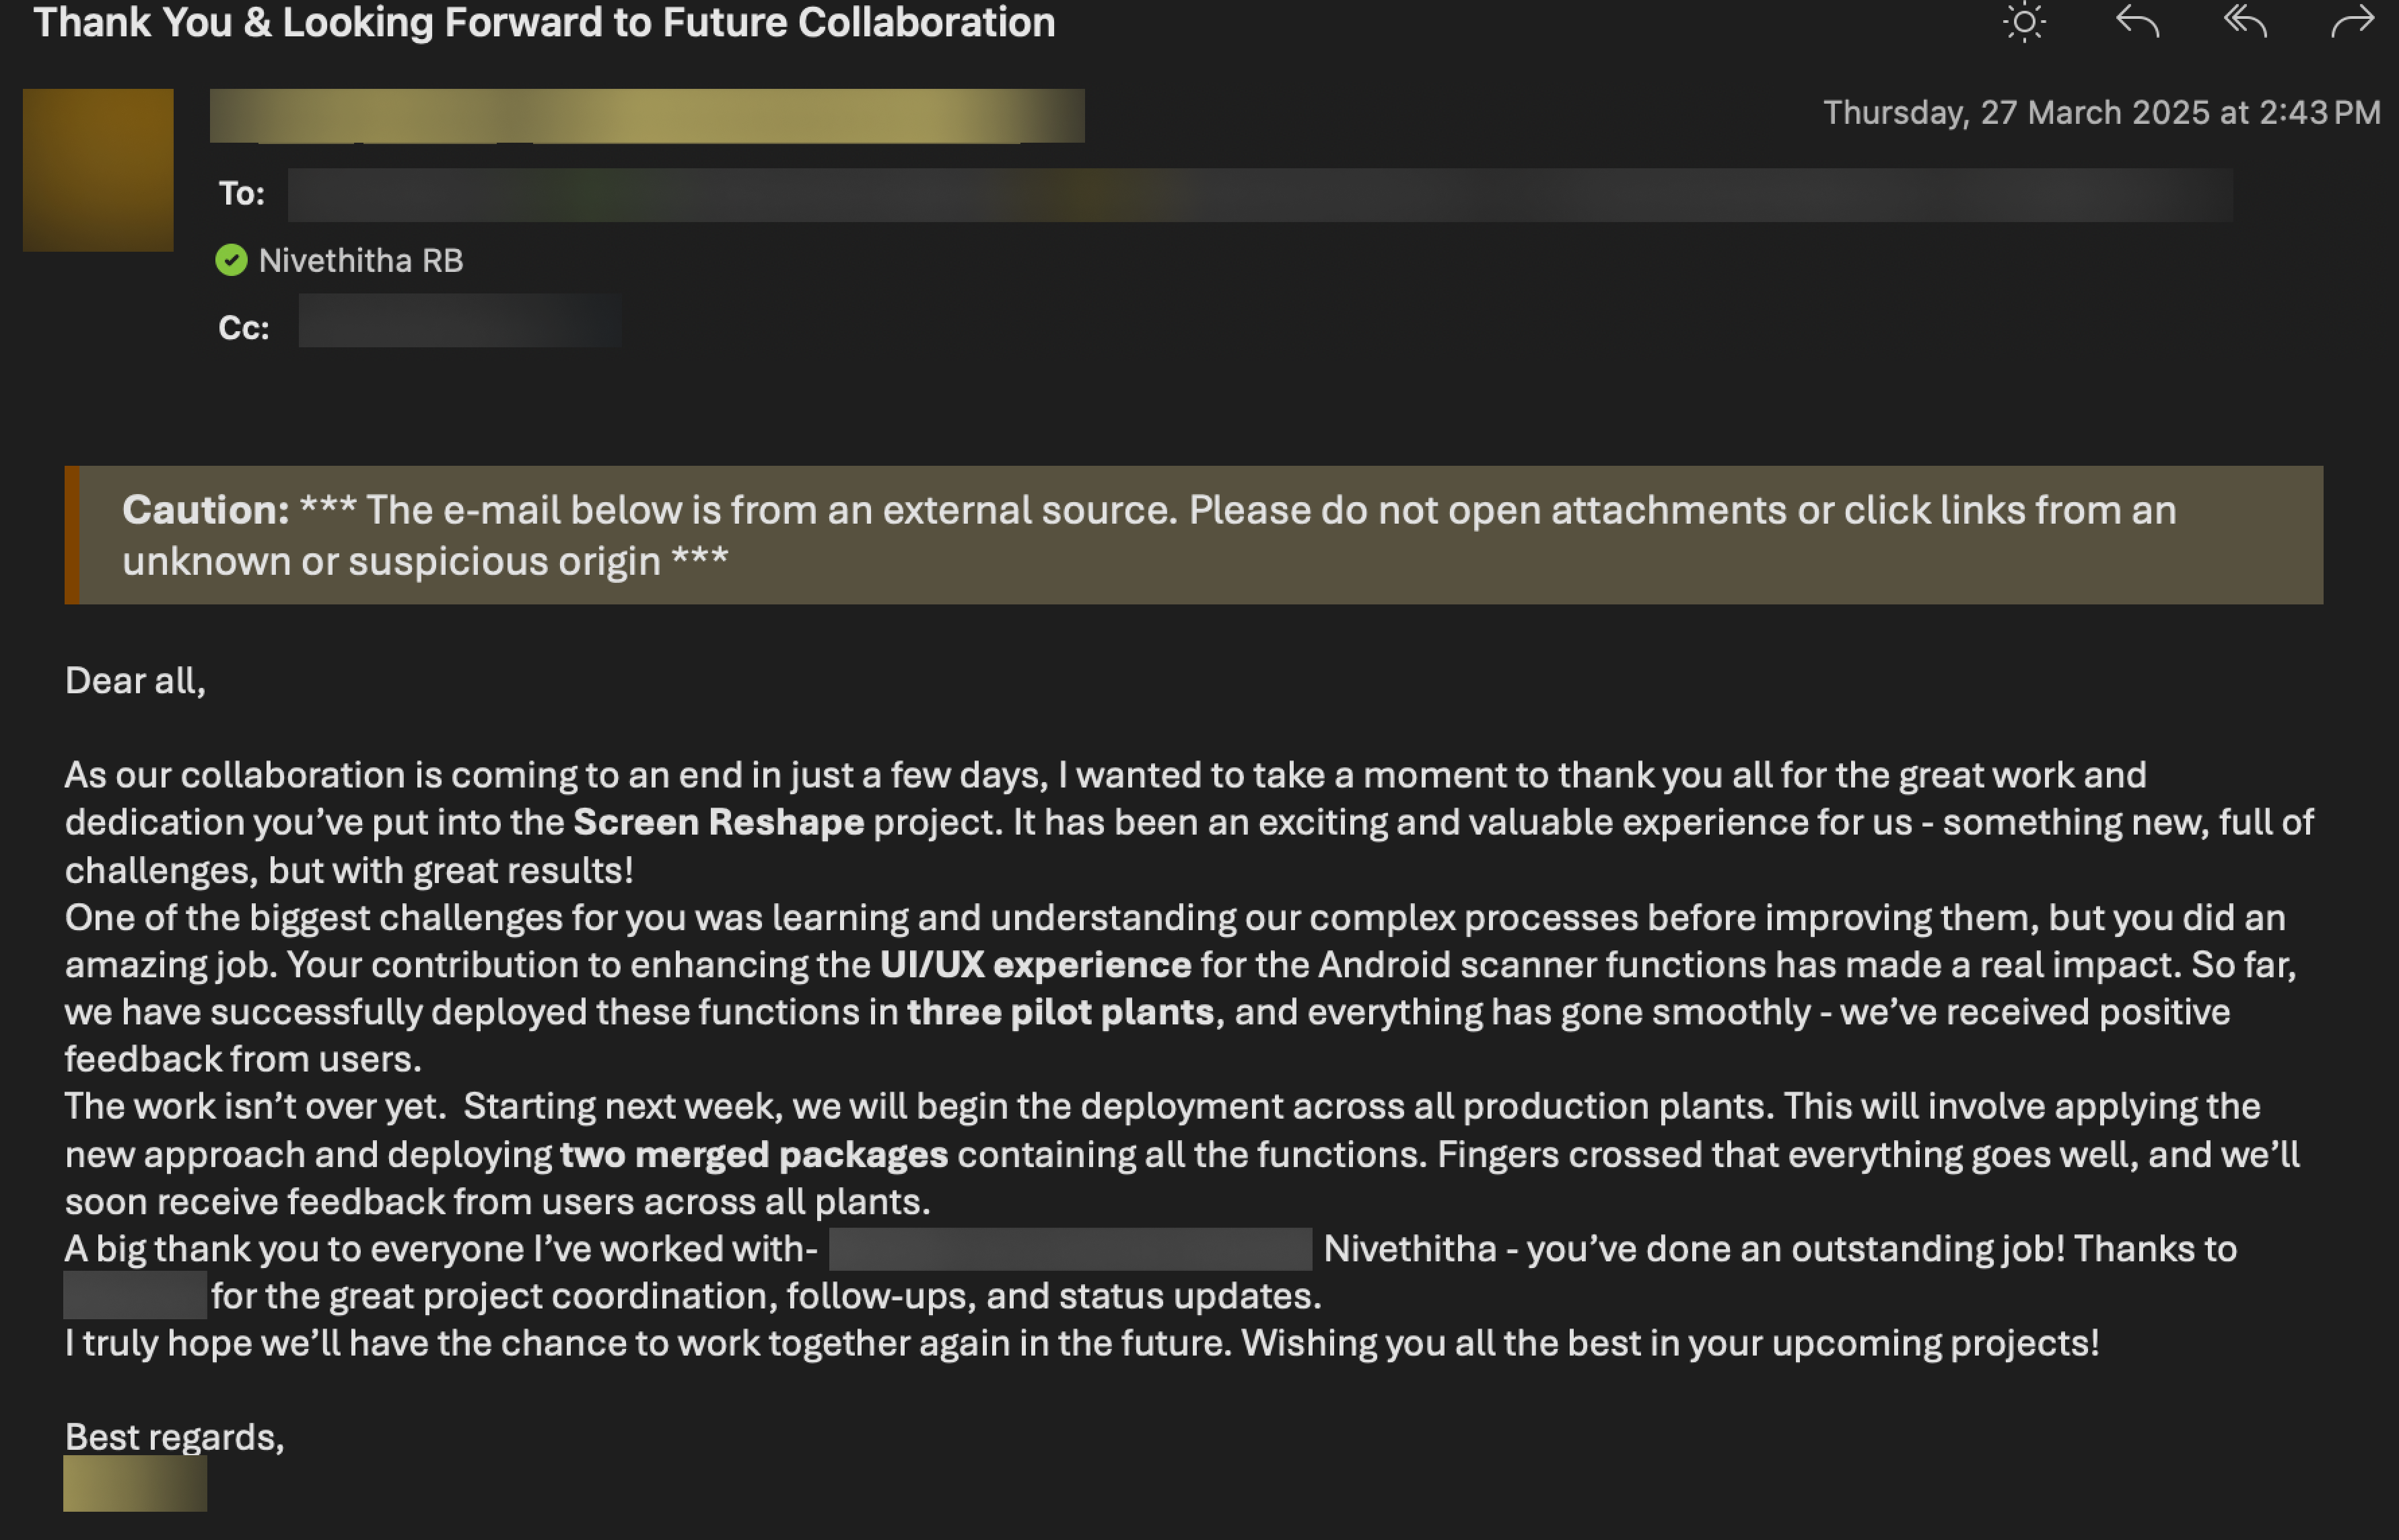 Thank You & Looking Forward to Future Collaboration
Thursday, 27 March 2025 at 2:43 PM
To:
Nivethitha RB
Cc:
Caution: *** The e-mail below is from an external source. Please do not open attachments or click links from an
unknown or suspicious origin ***
Dear all,
As our collaboration is coming to an end in just a few days, I wanted to take a moment to thank you all for the great work and
dedication you’ve put into the Screen Reshape project. It has been an exciting and valuable experience for us - something new, full of
challenges, but with great results!
One of the biggest challenges for you was learning and understanding our complex processes before improving them, but you did an
amazing job. Your contribution to enhancing the UI/UX experience for the Android scanner functions has made a real impact. So far,
we have successfully deployed these functions in three pilot plants, and everything has gone smoothly - we’ve received positive
feedback from users.
The work isn’t over yet.  Starting next week, we will begin the deployment across all production plants. This will involve applying the
new approach and deploying two merged packages containing all the functions. Fingers crossed that everything goes well, and we’ll
soon receive feedback from users across all plants.
A big thank you to everyone I’ve worked with- Nivethitha - you’ve done an outstanding job! Thanks to
for the great project coordination, follow-ups, and status updates.
I truly hope we’ll have the chance to work together again in the future. Wishing you all the best in your upcoming projects!
Best regards,